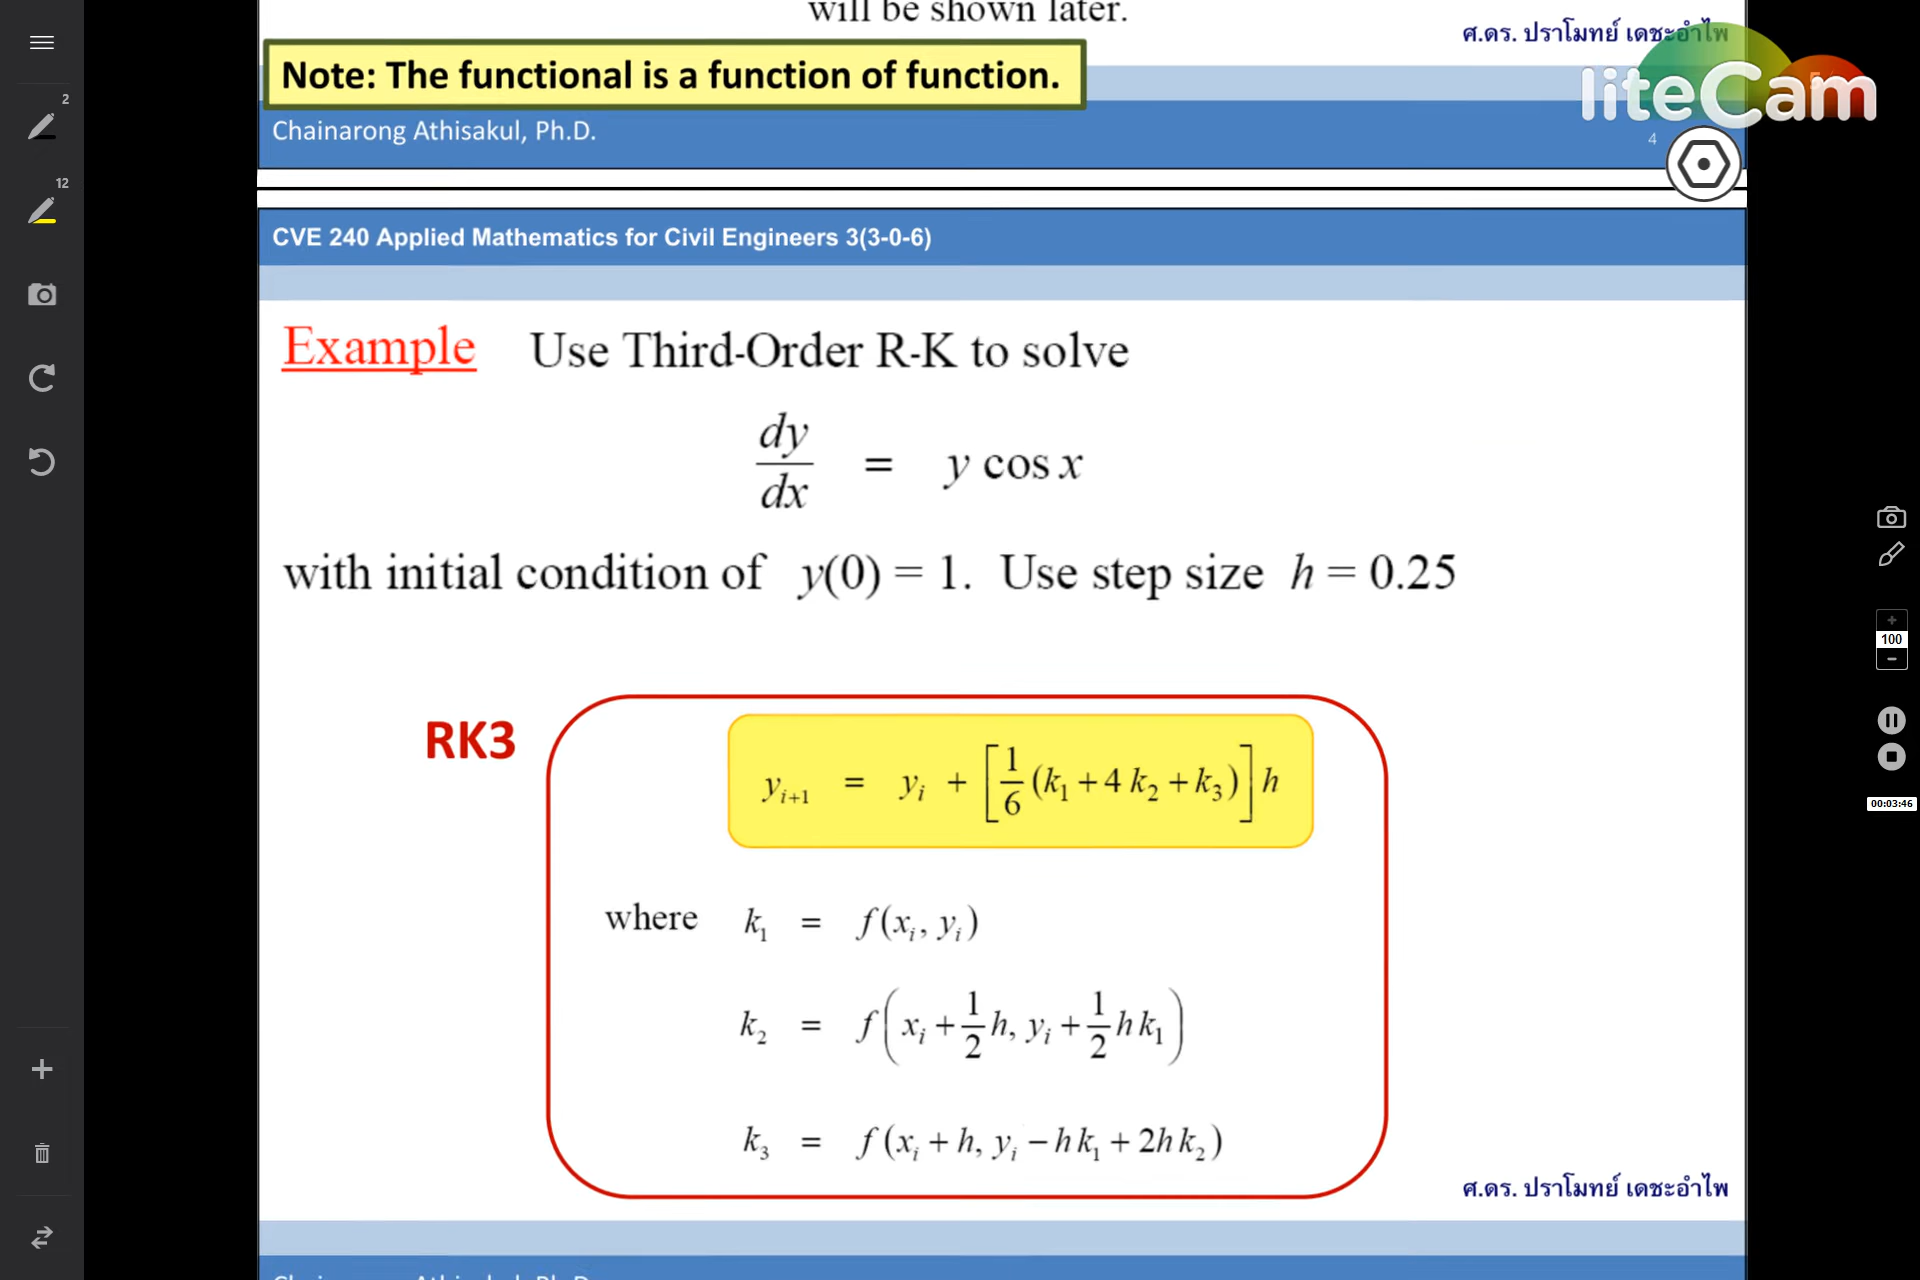 will be shown later.
ศ.ดร. ปราโมทย์ เดชะอำไพ
Note: The functional is a function of function.
liteCam
5
Chainarong Athisakul, Ph.D.
4
2
12
CVE 240 Applied Mathematics for Civil Engineers 3(3-0-6)
Example Use Third-Order R-K to solve
dy/dx = y cos x
with initial condition of y(0) = 1. Use step size h = 0.25
100
RK3
y_{i+1} = y_i + [1/6 (k_1 + 4 k_2 + k_3)] h
00:03:46
where k_1 = f(x_i, y_i)
k_2 = f(x_i + 1/2 h, y_i + 1/2 h k_1)
k_3 = f(x_i + h, y_i − h k_1 + 2h k_2)
ศ.ดร. ปราโมทย์ เดชะอำไพ